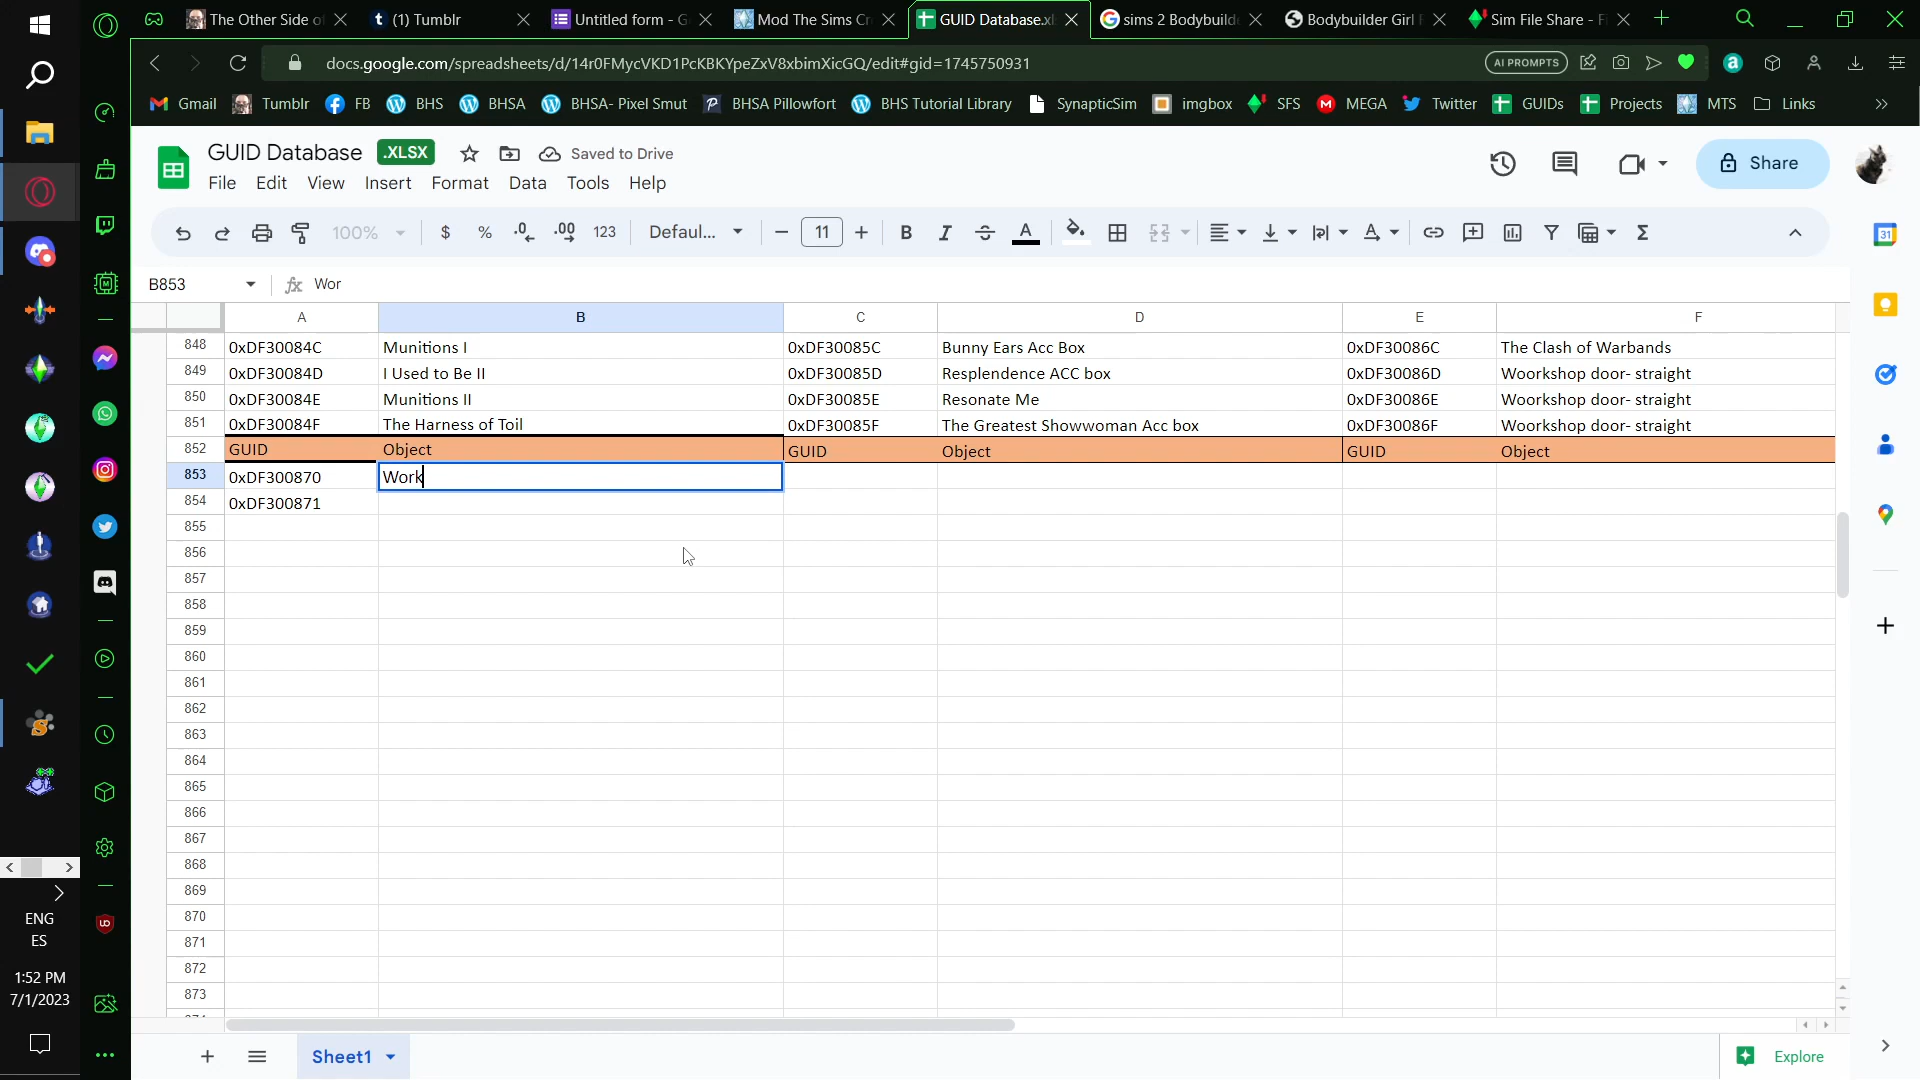 The Other Side o
(1) Tumblr
Untitled form - G
Mod The Sims Cr
GUID Database.xl
sims 2 Bodybuild
Bodybuilder Girl F
Sim File Share - F
docs.google.com/spreadsheets/d/14r0FMycVKD1PcKBKYpeZxV8xbimXicGQ/edit#gid=1745750931
AI PROMPTS
Gmail Tumblr FB BHS BHSA BHSA- Pixel Smut BHSA Pillowfort BHS Tutorial Library SynapticSim imgbox SFS MEGA Twitter GUIDs Projects MTS Links
GUID Database .XLSX Saved to Drive
File Edit View Insert Format Data Tools Help
Share
100% $ % .0 .00 123 Defaul... 11 B I A
B853 fx Wor
A B C D E F
848 0xDF30084C Munitions I 0xDF30085C Bunny Ears Acc Box 0xDF30086C The Clash of Warbands
849 0xDF30084D I Used to Be II 0xDF30085D Resplendence ACC box 0xDF30086D Woorkshop door- straight
850 0xDF30084E Munitions II 0xDF30085E Resonate Me 0xDF30086E Woorkshop door- straight
851 0xDF30084F The Harness of Toil 0xDF30085F The Greatest Showwoman Acc box 0xDF30086F Woorkshop door- straight
852 GUID Object GUID Object GUID Object
853 0xDF300870 Work
854 0xDF300871
855
856
857
858
859
860
861
862
863
864
865
866
867
868
869
870
871
872
873
Sheet1
Explore
ENG
ES
1:52 PM
7/1/2023
31